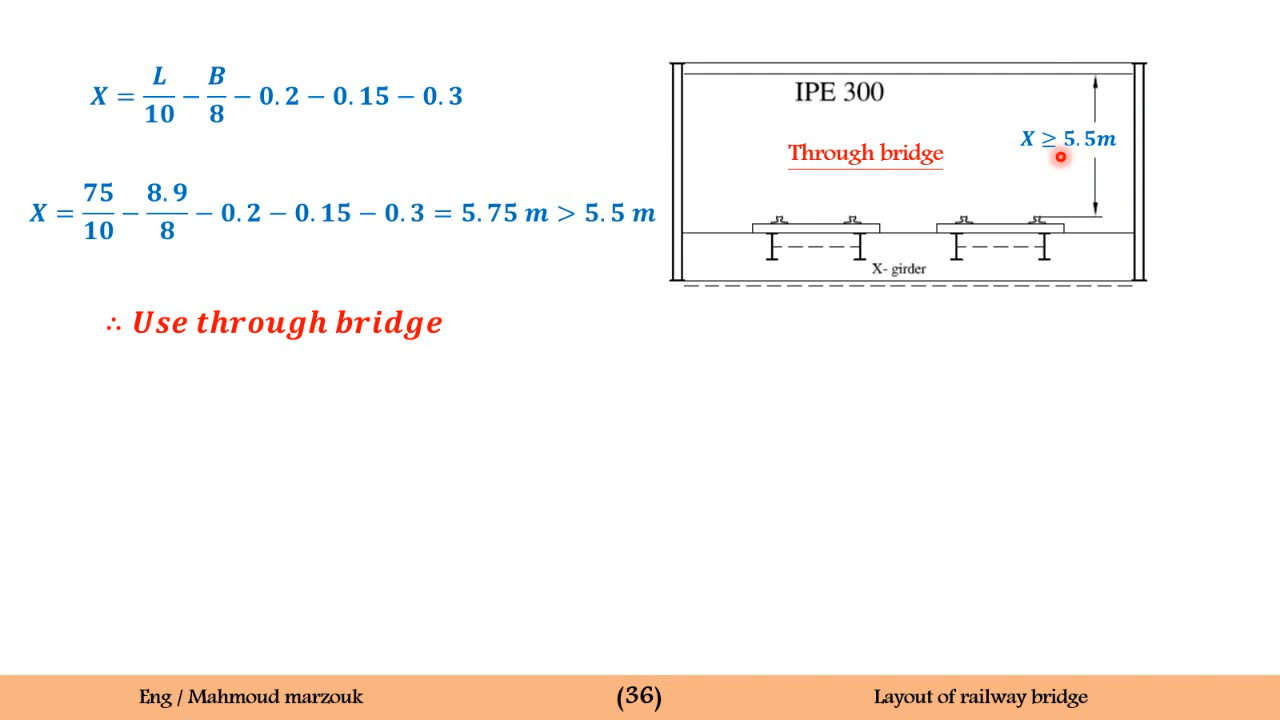 X = L/10 − B/8 − 0.2 − 0.15 − 0.3
X = 75/10 − 8.9/8 − 0.2 − 0.15 − 0.3 = 5.75 m > 5.5 m
∴ Use through bridge
IPE 300
Through bridge
X ≥ 5.5m
X- girder
Eng / Mahmoud marzouk
(36)
Layout of railway bridge